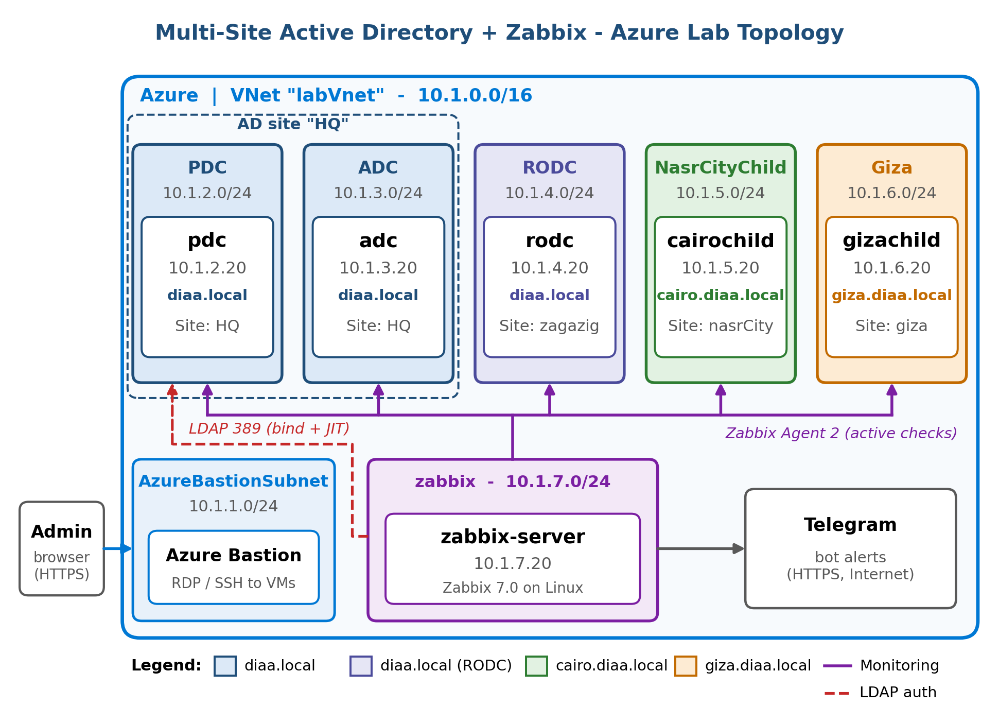 Multi-Site Active Directory + Zabbix - Azure Lab Topology
Azure | VNet "labVnet" - 10.1.0.0/16
AD site "HQ"
PDC
10.1.2.0/24
pdc
10.1.2.20
diaa.local
Site: HQ
ADC
10.1.3.0/24
adc
10.1.3.20
diaa.local
Site: HQ
RODC
10.1.4.0/24
rodc
10.1.4.20
diaa.local
Site: zagazig
NasrCityChild
10.1.5.0/24
cairochild
10.1.5.20
cairo.diaa.local
Site: nasrCity
Giza
10.1.6.0/24
gizachild
10.1.6.20
giza.diaa.local
Site: giza
LDAP 389 (bind + JIT)
Zabbix Agent 2 (active checks)
Admin
browser
(HTTPS)
AzureBastionSubnet
10.1.1.0/24
Azure Bastion
RDP / SSH to VMs
zabbix - 10.1.7.0/24
zabbix-server
10.1.7.20
Zabbix 7.0 on Linux
Telegram
bot alerts
(HTTPS, Internet)
Legend:
diaa.local
diaa.local (RODC)
cairo.diaa.local
giza.diaa.local
Monitoring
LDAP auth